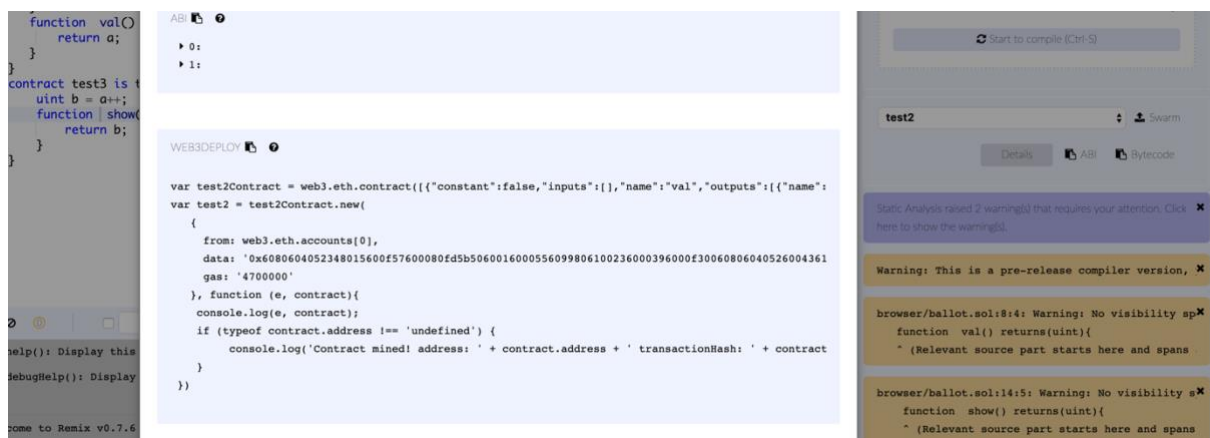 function val()
return a;
}
}
contract test3 is t
uint b = a++;
function show(
return b;
}
}
help(): Display this
debugHelp(): Display
come to Remix v0.7.6
ABI
0:
1:
WEB3DEPLOY
var test2Contract = web3.eth.contract([{"constant":false,"inputs":[],"name":"val","outputs":[{"name":
var test2 = test2Contract.new(
{
from: web3.eth.accounts[0],
data: '0x6080604052348015600f57600080fd5b5060016000556099806100236000396000f30060806040526004361
gas: '4700000'
}, function (e, contract){
console.log(e, contract);
if (typeof contract.address !== 'undefined') {
console.log('Contract mined! address: ' + contract.address + ' transactionHash: ' + contract
}
})
Start to compile (Ctrl-S)
test2
Swarm
Details ABI Bytecode
Static Analysis raised 2 warning(s) that requires your attention. Click
here to show the warning(s).
Warning: This is a pre-release compiler version,
browser/ballot.sol:8:4: Warning: No visibility sp
function val() returns(uint){
^ (Relevant source part starts here and spans
browser/ballot.sol:14:5: Warning: No visibility s
function show() returns(uint){
^ (Relevant source part starts here and spans